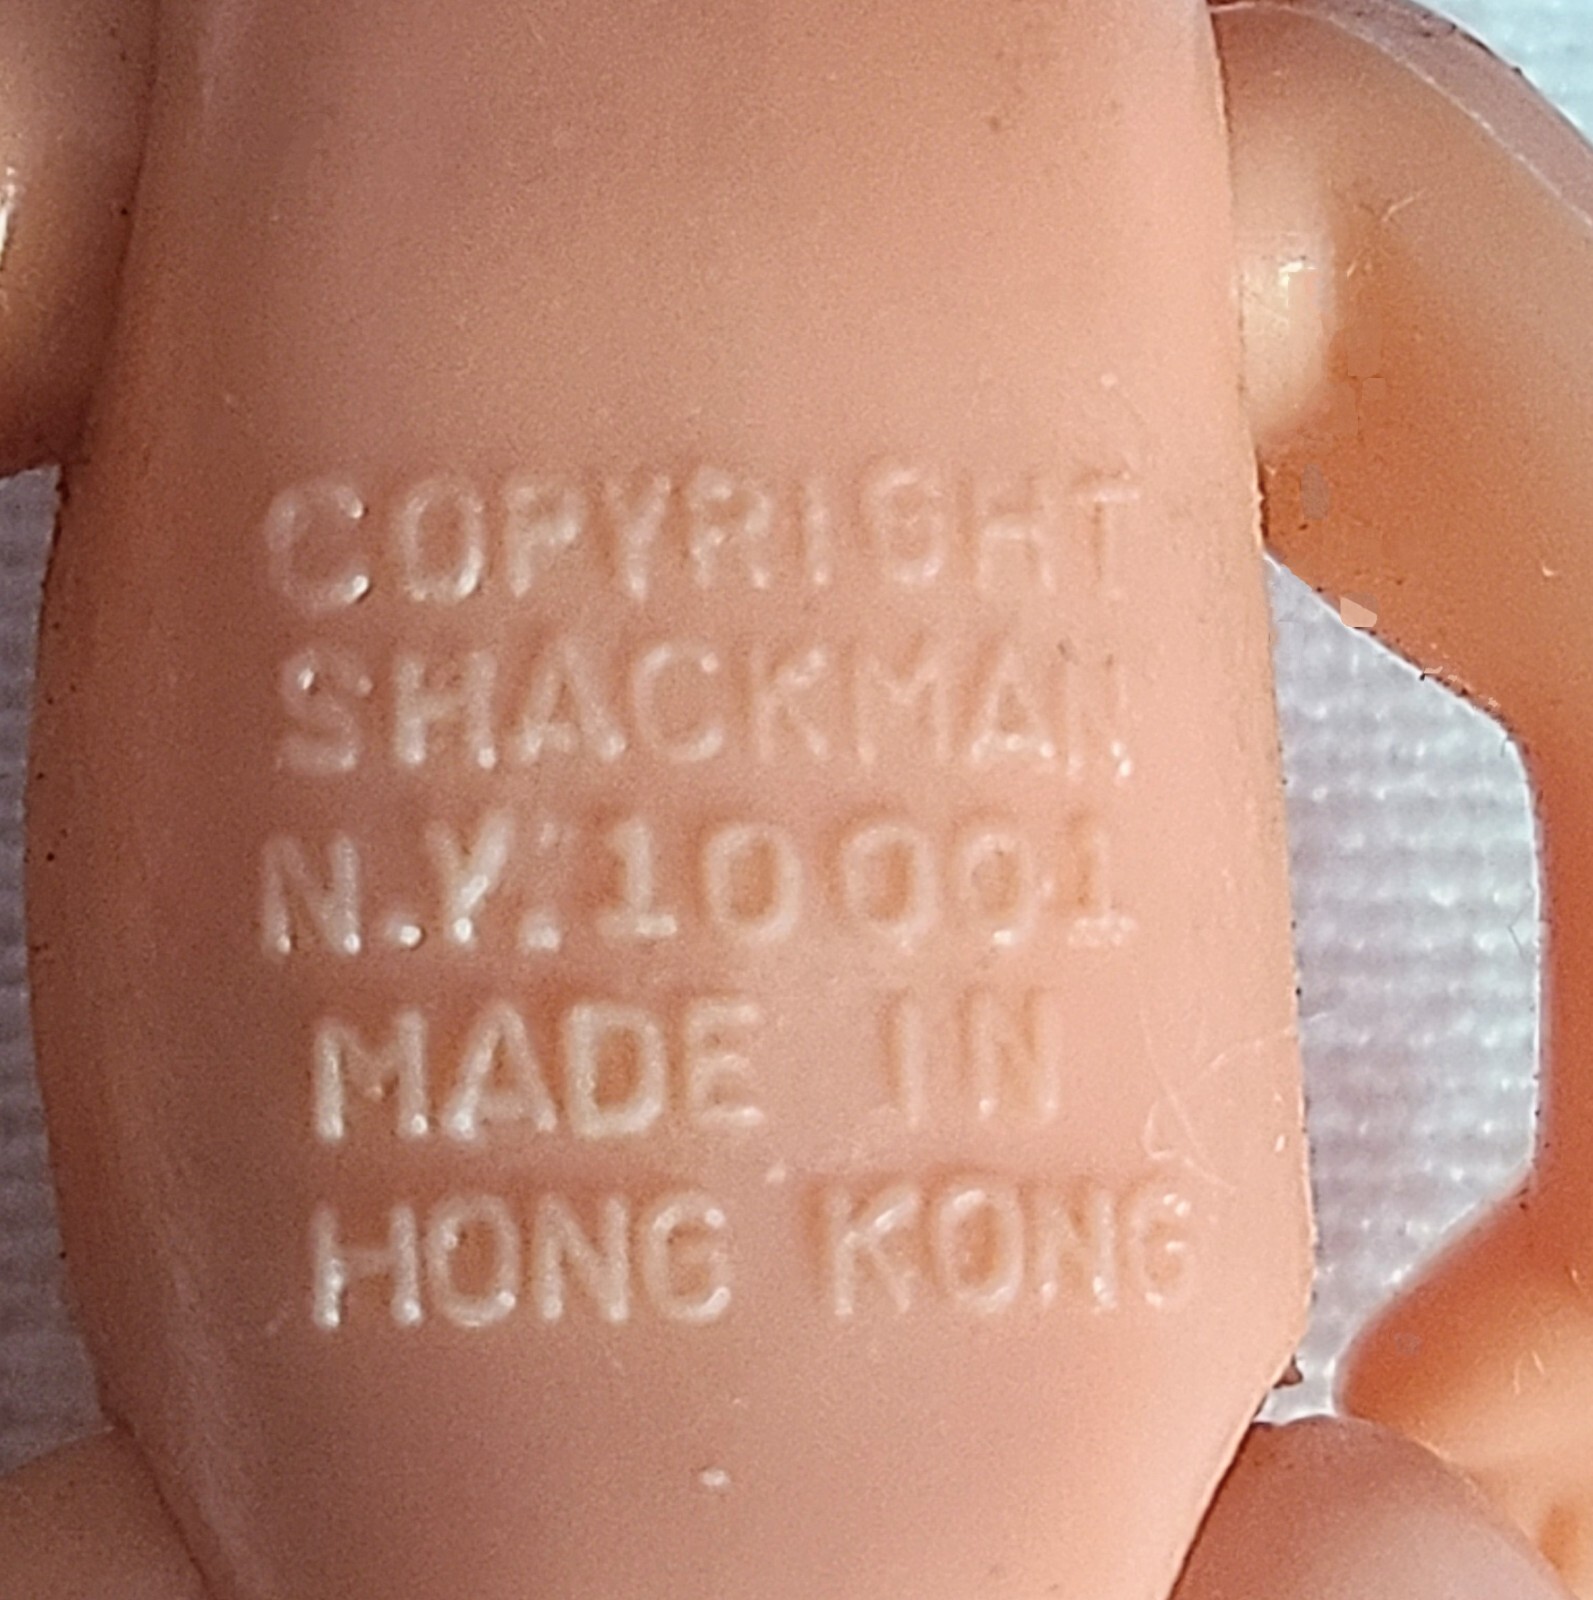 COPYRIGHT
SHACKMAN
N.Y. 10001
MADE IN
HONG KONG